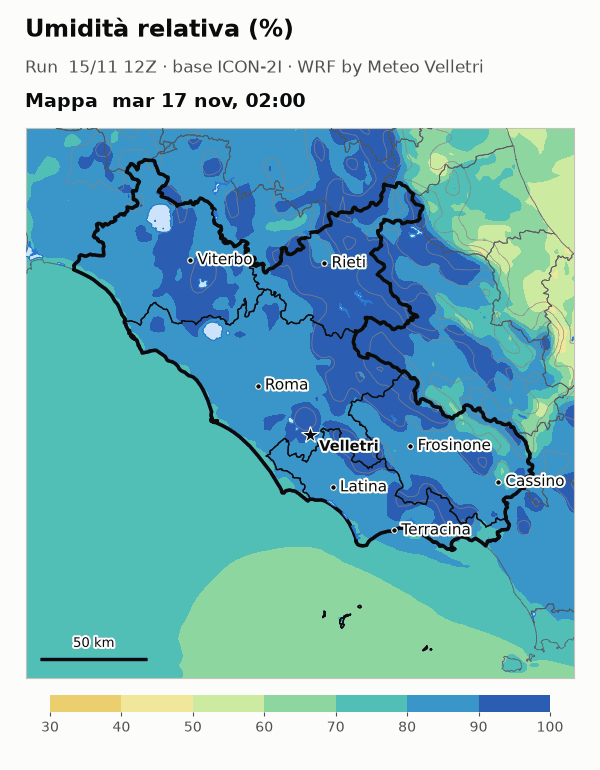 Umidità relativa (%)
Run  15/11 12Z · base ICON-2I · WRF by Meteo Velletri
Mappa  mar 17 nov, 02:00
Viterbo
Rieti
Roma
Velletri
Frosinone
Cassino
Latina
Terracina
50 km
30 40 50 60 70 80 90 100